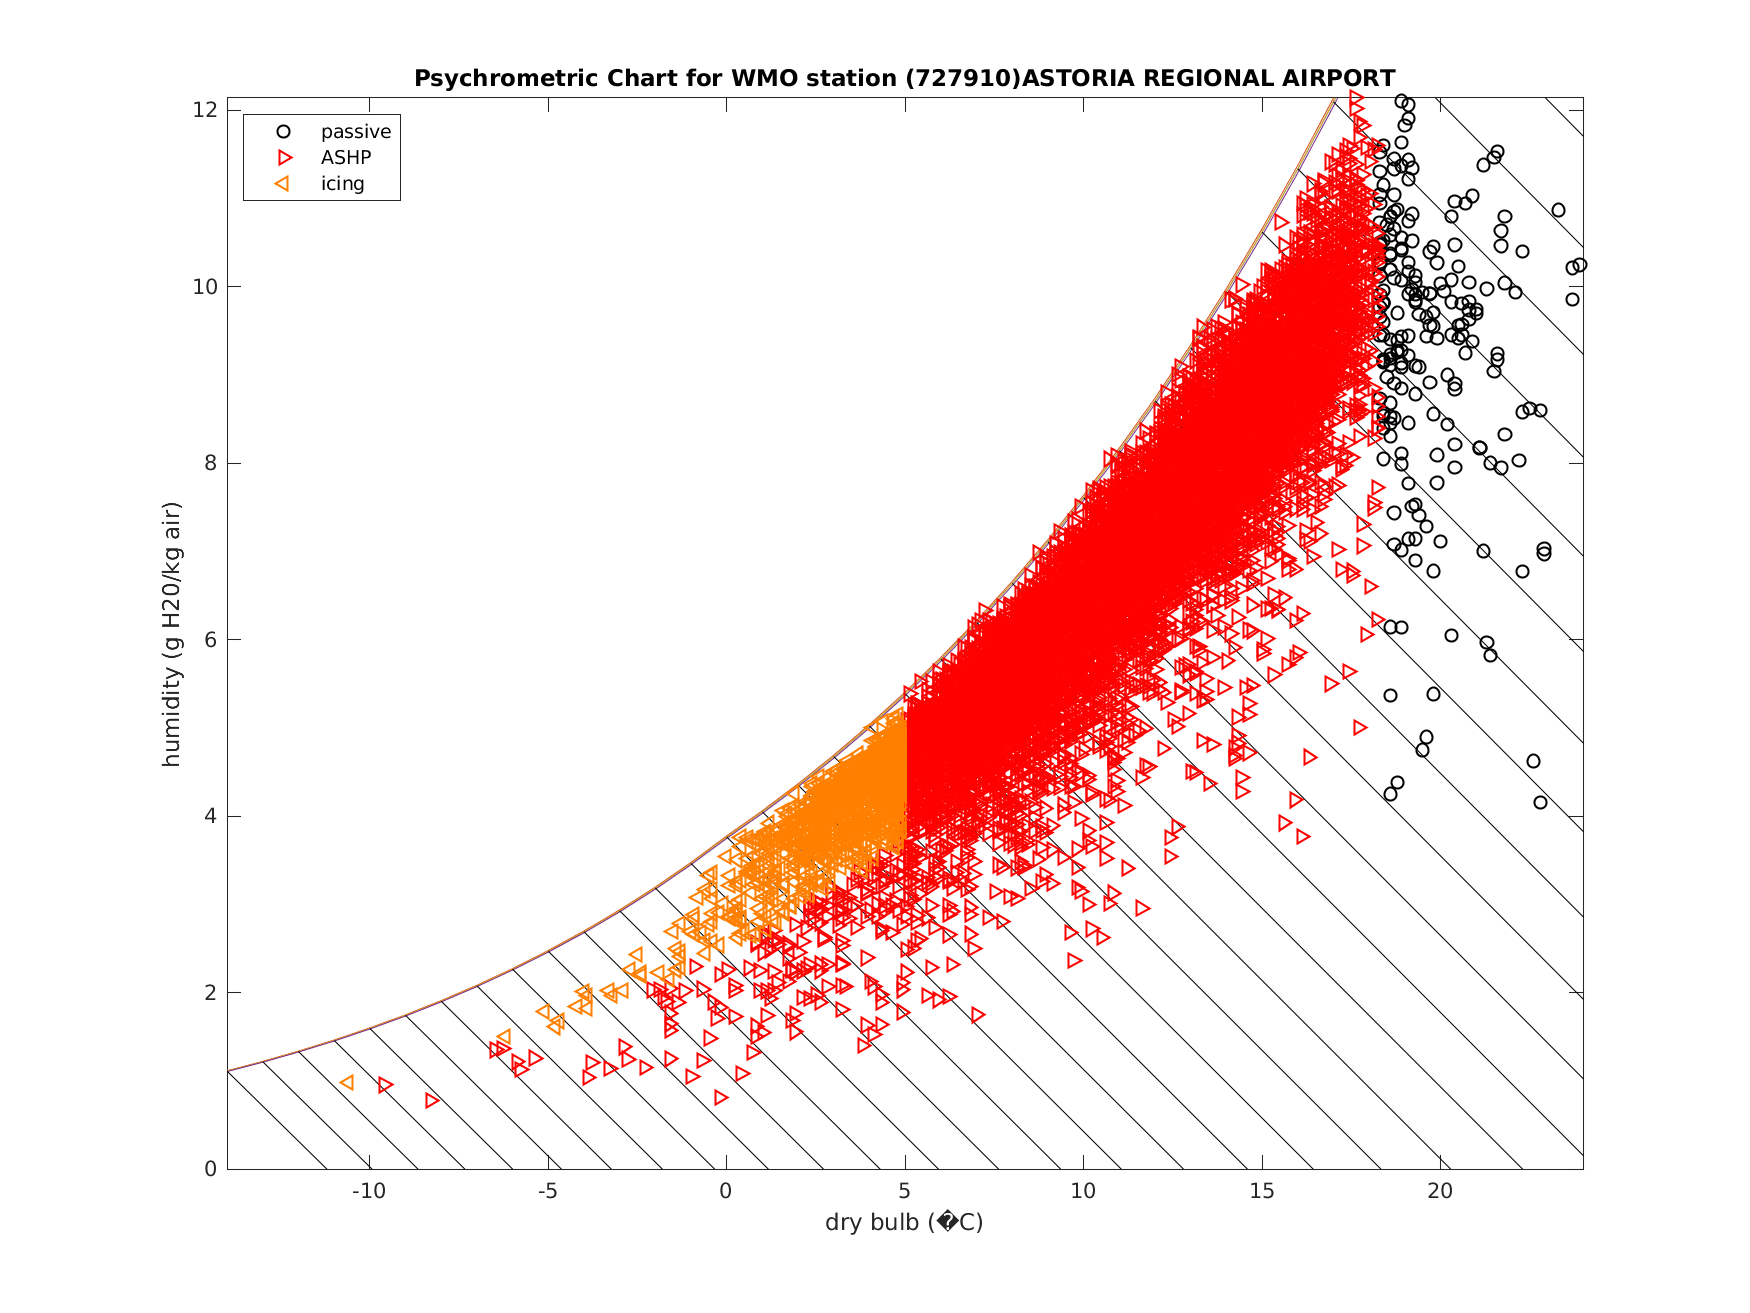 Psychrometric Chart for WMO station (727910)ASTORIA REGIONAL AIRPORT
passive
ASHP
icing
humidity (g H20/kg air)
12
10
8
6
4
2
0
-10 -5 0 5 10 15 20
dry bulb (�C)